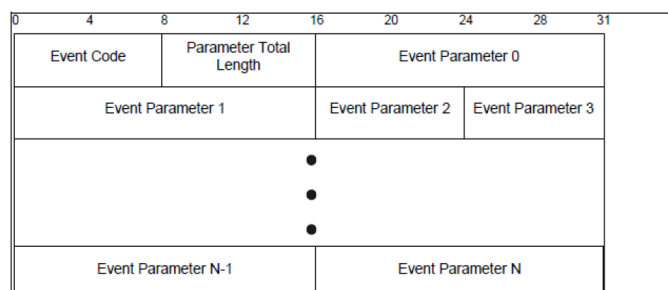 0 4 8 12 16 20 24 28 31
Event Code
Parameter Total
Length
Event Parameter 0
Event Parameter 1
Event Parameter 2
Event Parameter 3
Event Parameter N-1
Event Parameter N